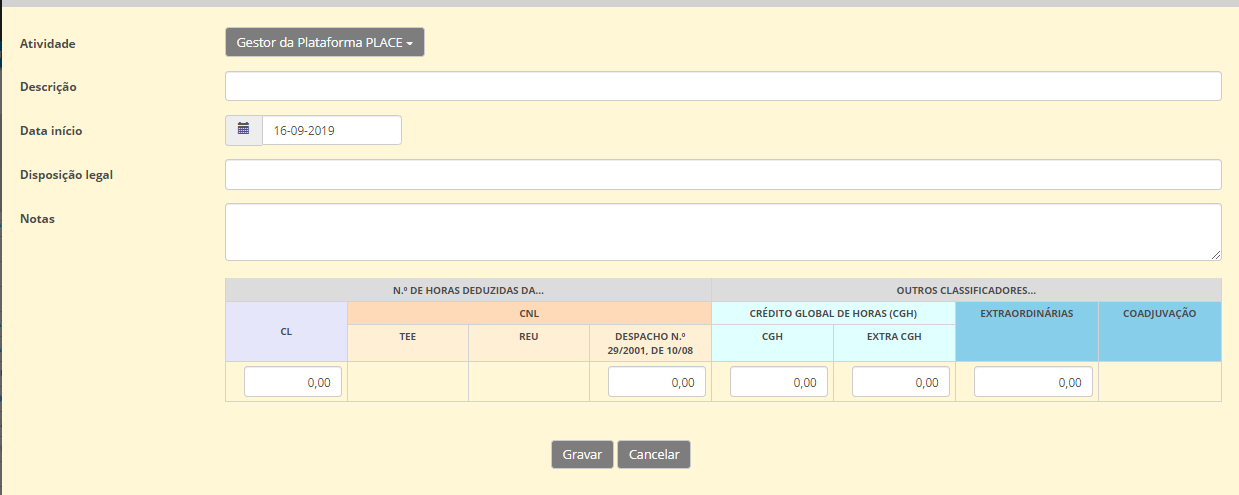 Atividade
Gestor da Plataforma PLACE
Descrição
Data início
16-09-2019
Disposição legal
Notas
N.º DE HORAS DEDUZIDAS DA...
OUTROS CLASSIFICADORES...
CL
CNL
CRÉDITO GLOBAL DE HORAS (CGH)
EXTRAORDINÁRIAS
COADJUVAÇÃO
TEE
REU
DESPACHO N.º
29/2001, DE 10/08
CGH
EXTRA CGH
0,00
0,00
0,00
0,00
0,00
Gravar
Cancelar